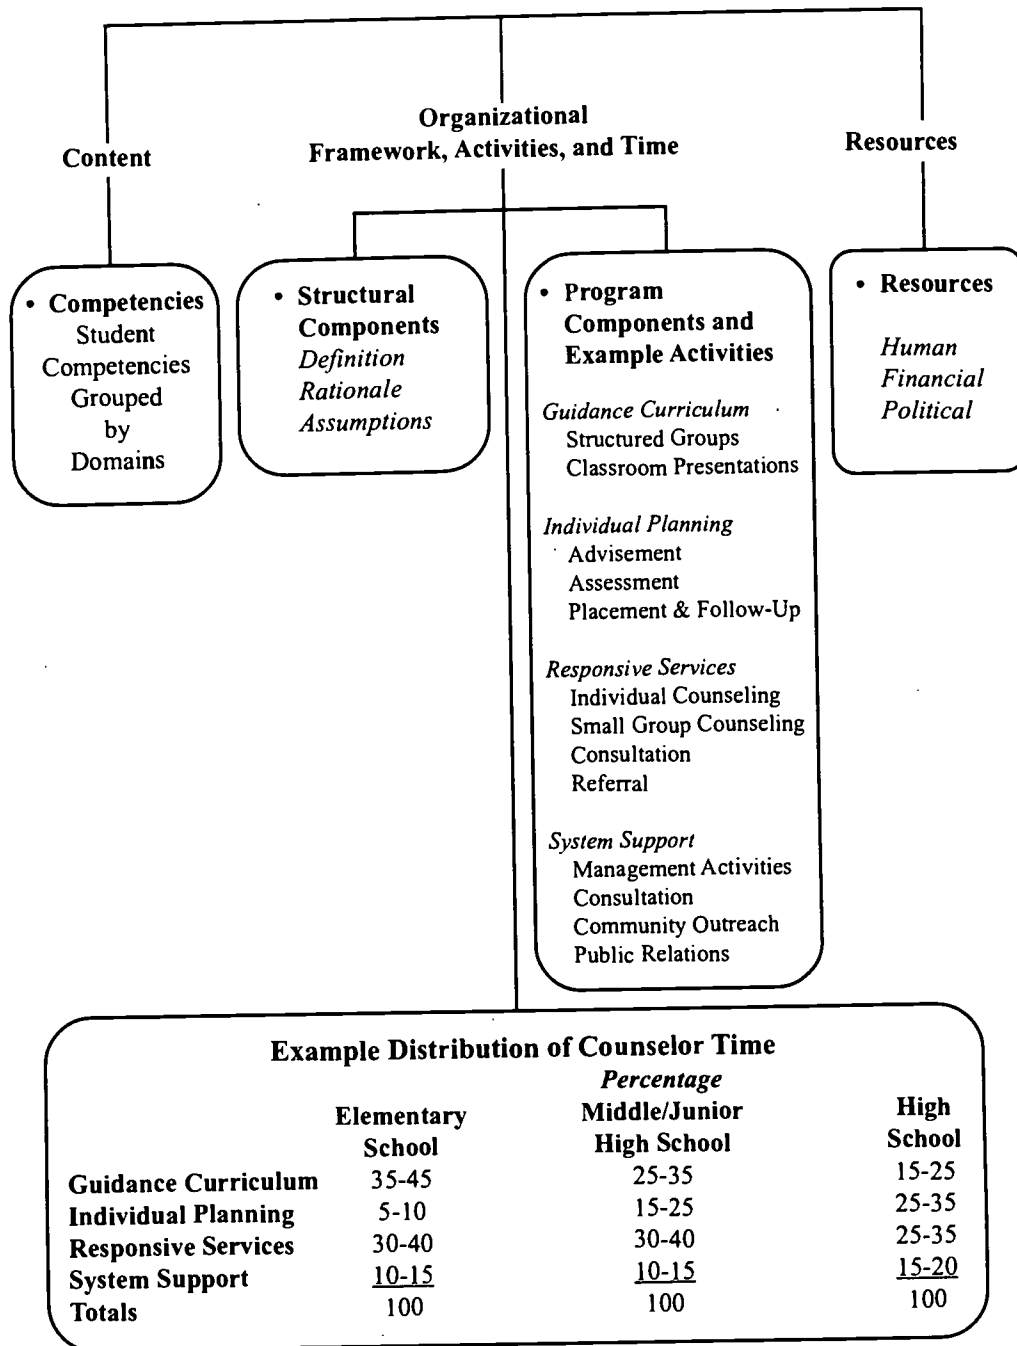 Organizational
Framework, Activities, and Time
Content
Resources
• Competencies
Student
Competencies
Grouped
by
Domains
• Structural
Components
Definition
Rationale
Assumptions
• Program
Components and
Example Activities
Guidance Curriculum
Structured Groups
Classroom Presentations
Individual Planning
Advisement
Assessment
Placement & Follow-Up
Responsive Services
Individual Counseling
Small Group Counseling
Consultation
Referral
System Support
Management Activities
Consultation
Community Outreach
Public Relations
• Resources
Human
Financial
Political
Example Distribution of Counselor Time
Percentage
Elementary Middle/Junior High
School High School School
Guidance Curriculum 35-45 25-35 15-25
Individual Planning 5-10 15-25 25-35
Responsive Services 30-40 30-40 25-35
System Support 10-15 10-15 15-20
Totals 100 100 100